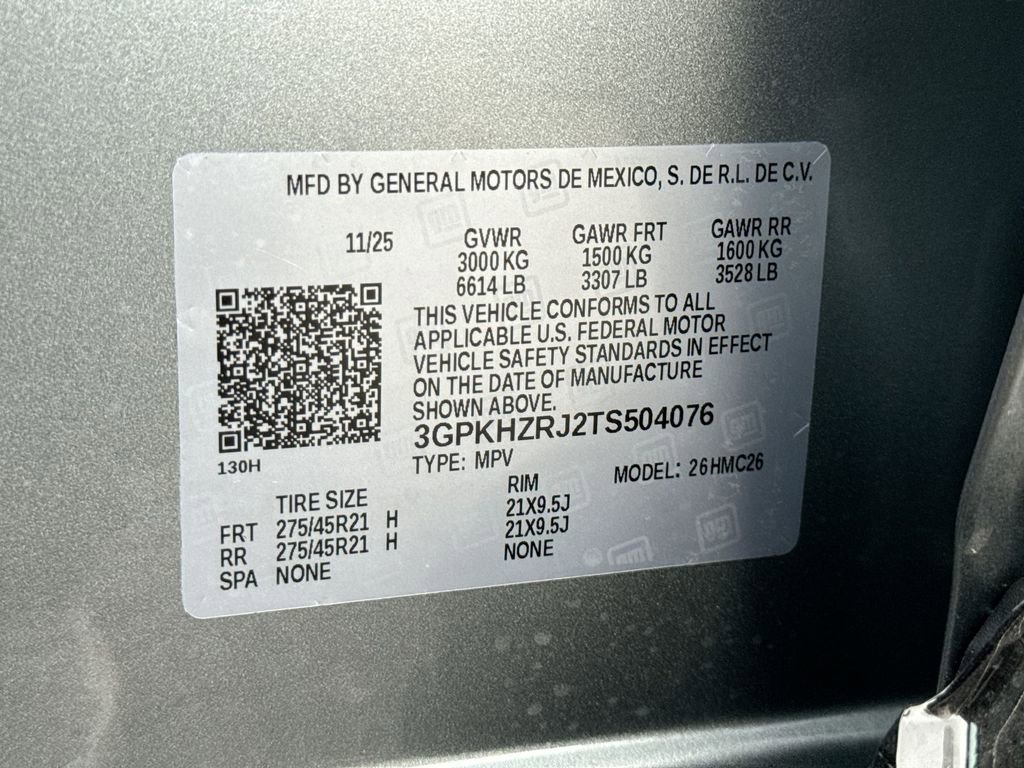 MFD BY GENERAL MOTORS DE MEXICO, S. DE R.L. DE C.V.
11/25 GVWR GAWR FRT GAWR RR
3000 KG 1500 KG 1600 KG
6614 LB 3307 LB 3528 LB
THIS VEHICLE CONFORMS TO ALL
APPLICABLE U.S. FEDERAL MOTOR
VEHICLE SAFETY STANDARDS IN EFFECT
ON THE DATE OF MANUFACTURE
SHOWN ABOVE.
3GPKHZRJ2TS504076
130H
TYPE: MPV MODEL: 26HMC26
TIRE SIZE RIM
FRT 275/45R21 H 21X9.5J
RR 275/45R21 H 21X9.5J
SPA NONE NONE
gm